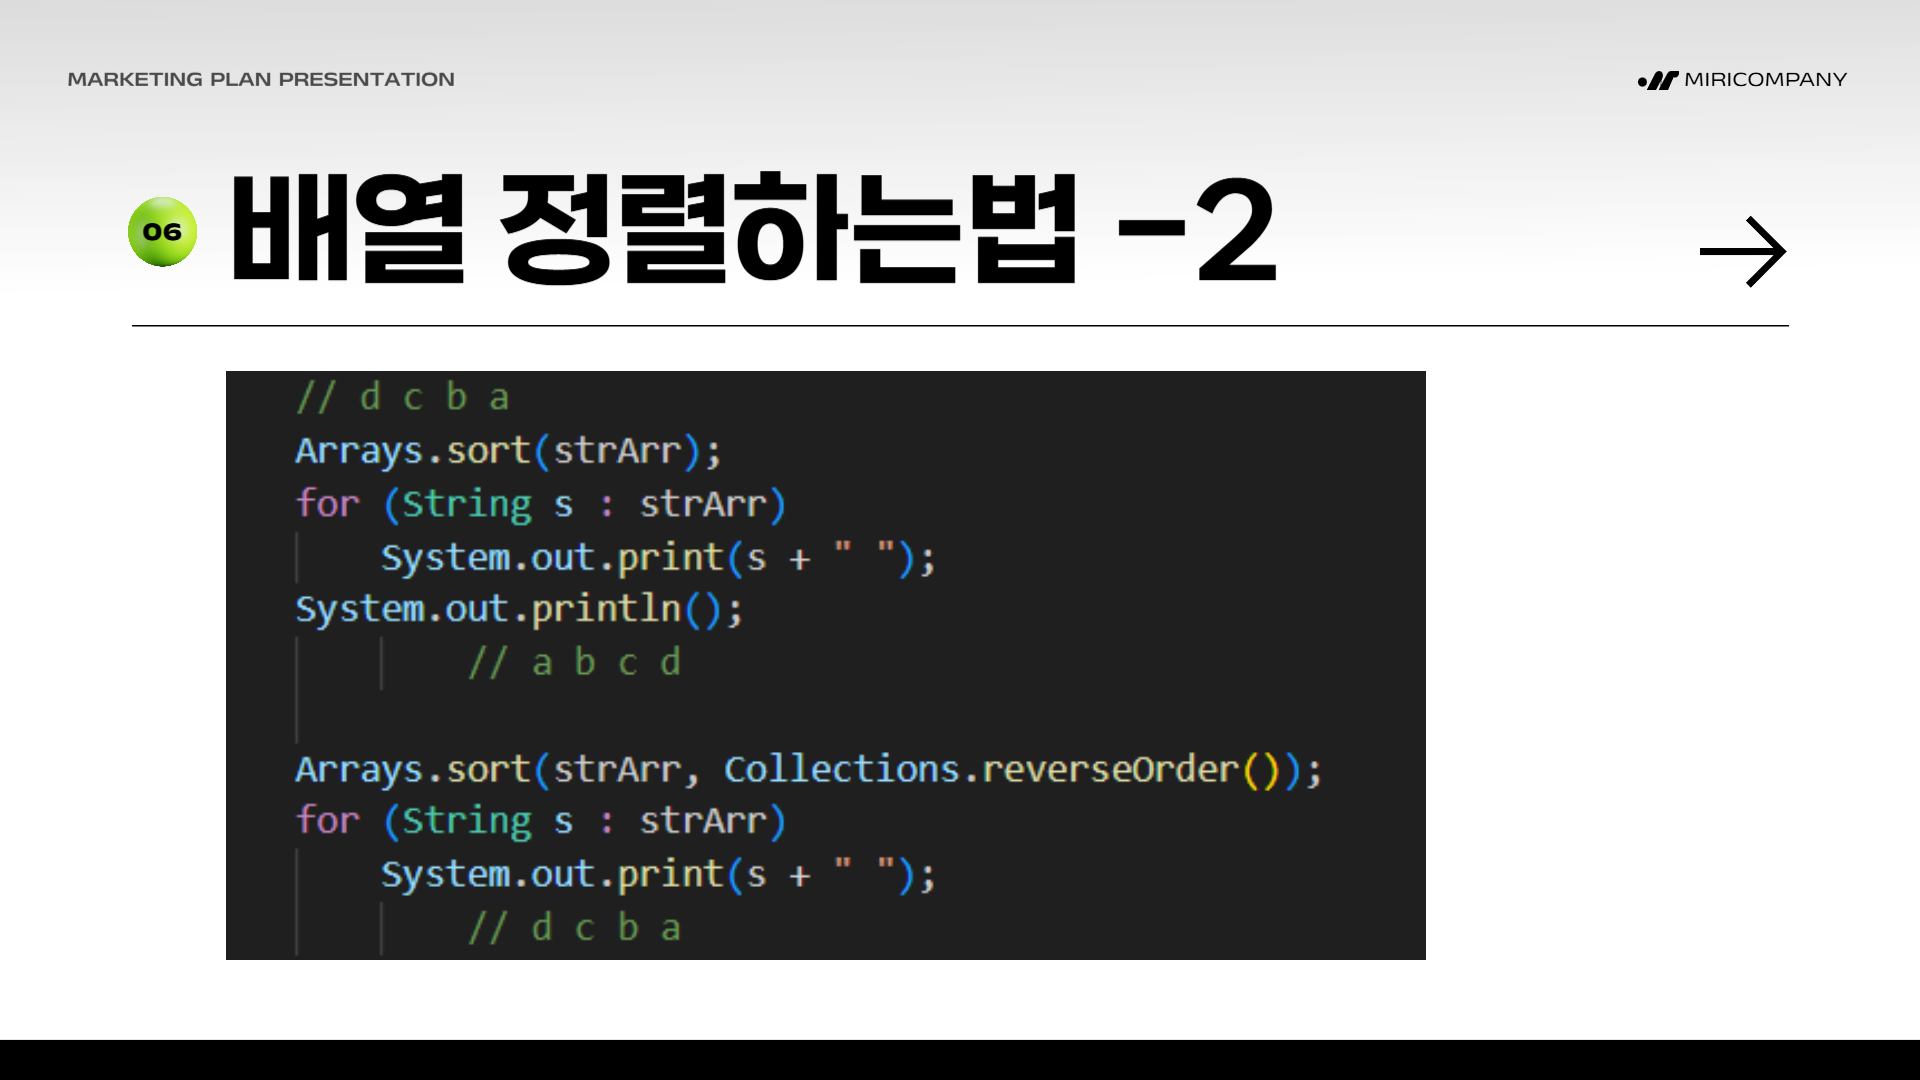 MARKETING PLAN PRESENTATION
MIRICOMPANY
06
배열 정렬하는법 -2
// d c b a
Arrays.sort(strArr);
for (String s : strArr)
    System.out.print(s + " ");
System.out.println();
        // a b c d
Arrays.sort(strArr, Collections.reverseOrder());
for (String s : strArr)
    System.out.print(s + " ");
        // d c b a